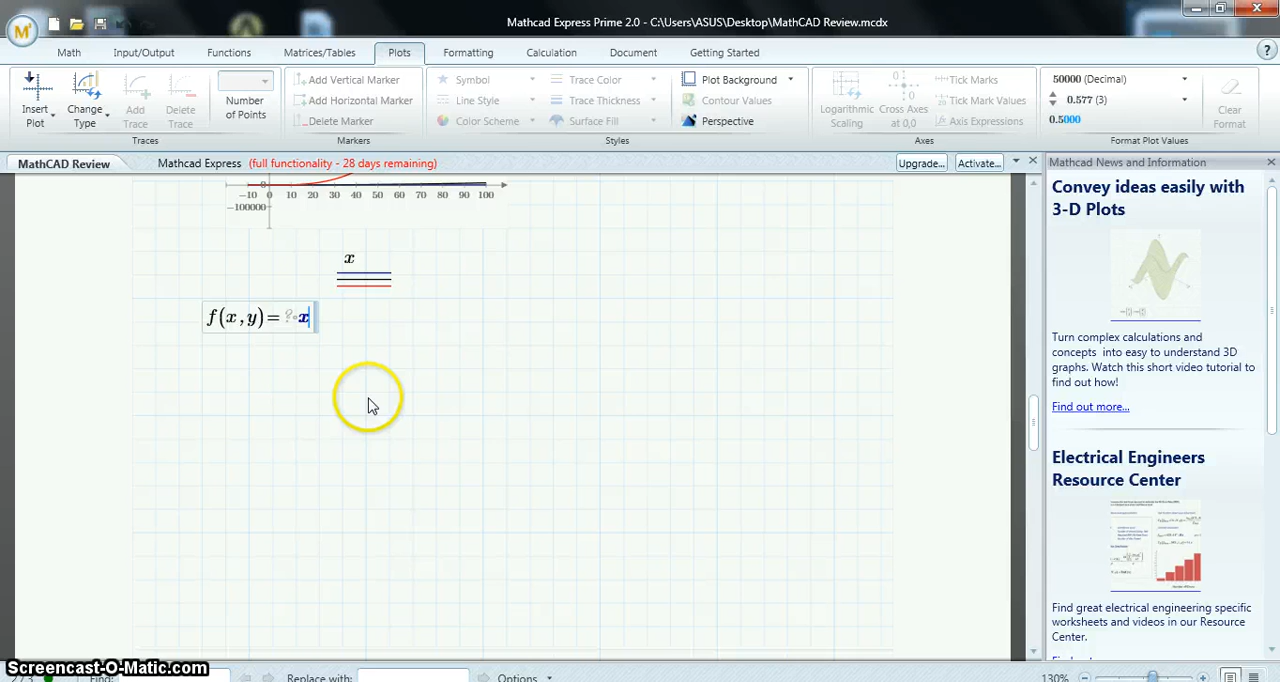 Mathcad Express Prime 2.0 - C:\Users\ASUS\Desktop\MathCAD Review.mcdx
Math Input/Output Functions Matrices/Tables Plots Formatting Calculation Document Getting Started
Insert Plot
Change Type
Add Trace
Delete Trace
Number of Points
Traces
Add Vertical Marker
Add Horizontal Marker
Delete Marker
Markers
Symbol
Line Style
Color Scheme
Trace Color
Trace Thickness
Surface Fill
Plot Background
Contour Values
Perspective
Styles
Logarithmic Scaling
Cross Axes at 0,0
Tick Marks
Tick Mark Values
Axis Expressions
Axes
50000 (Decimal)
0.577 (3)
0.5000
Clear Format
Format Plot Values
MathCAD Review
Mathcad Express (full functionality - 28 days remaining)
Upgrade... Activate...
Mathcad News and Information
0
-10 0 10 20 30 40 50 60 70 80 90 100
-100000
x
f(x,y)= ?·x
Convey ideas easily with
3-D Plots
Turn complex calculations and
concepts into easy to understand 3D
graphs. Watch this short video tutorial to
find out how!
Find out more...
Electrical Engineers
Resource Center
Find great electrical engineering specific
worksheets and videos in our Resource
Center.
Screencast-O-Matic.com
Find:
Replace with:
Options
130%